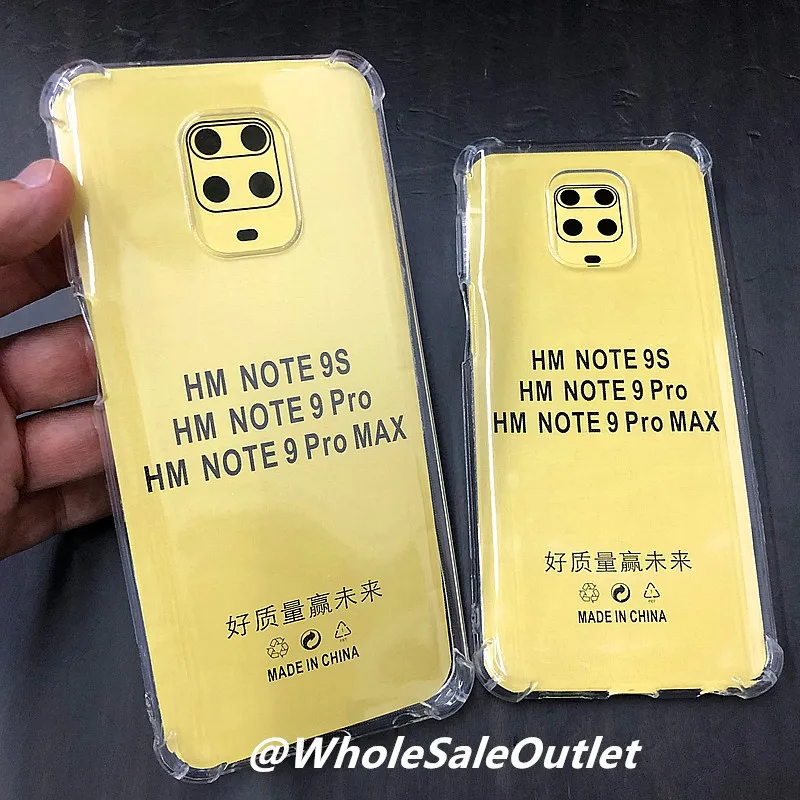 HM NOTE 9S
HM NOTE 9 Pro
HM NOTE 9 Pro MAX
好质量赢未来
MADE IN CHINA
HM NOTE 9S
HM NOTE 9 Pro
HM NOTE 9 Pro MAX
好质量赢未来
PET
MADE IN CHINA
@WholeSaleOutlet